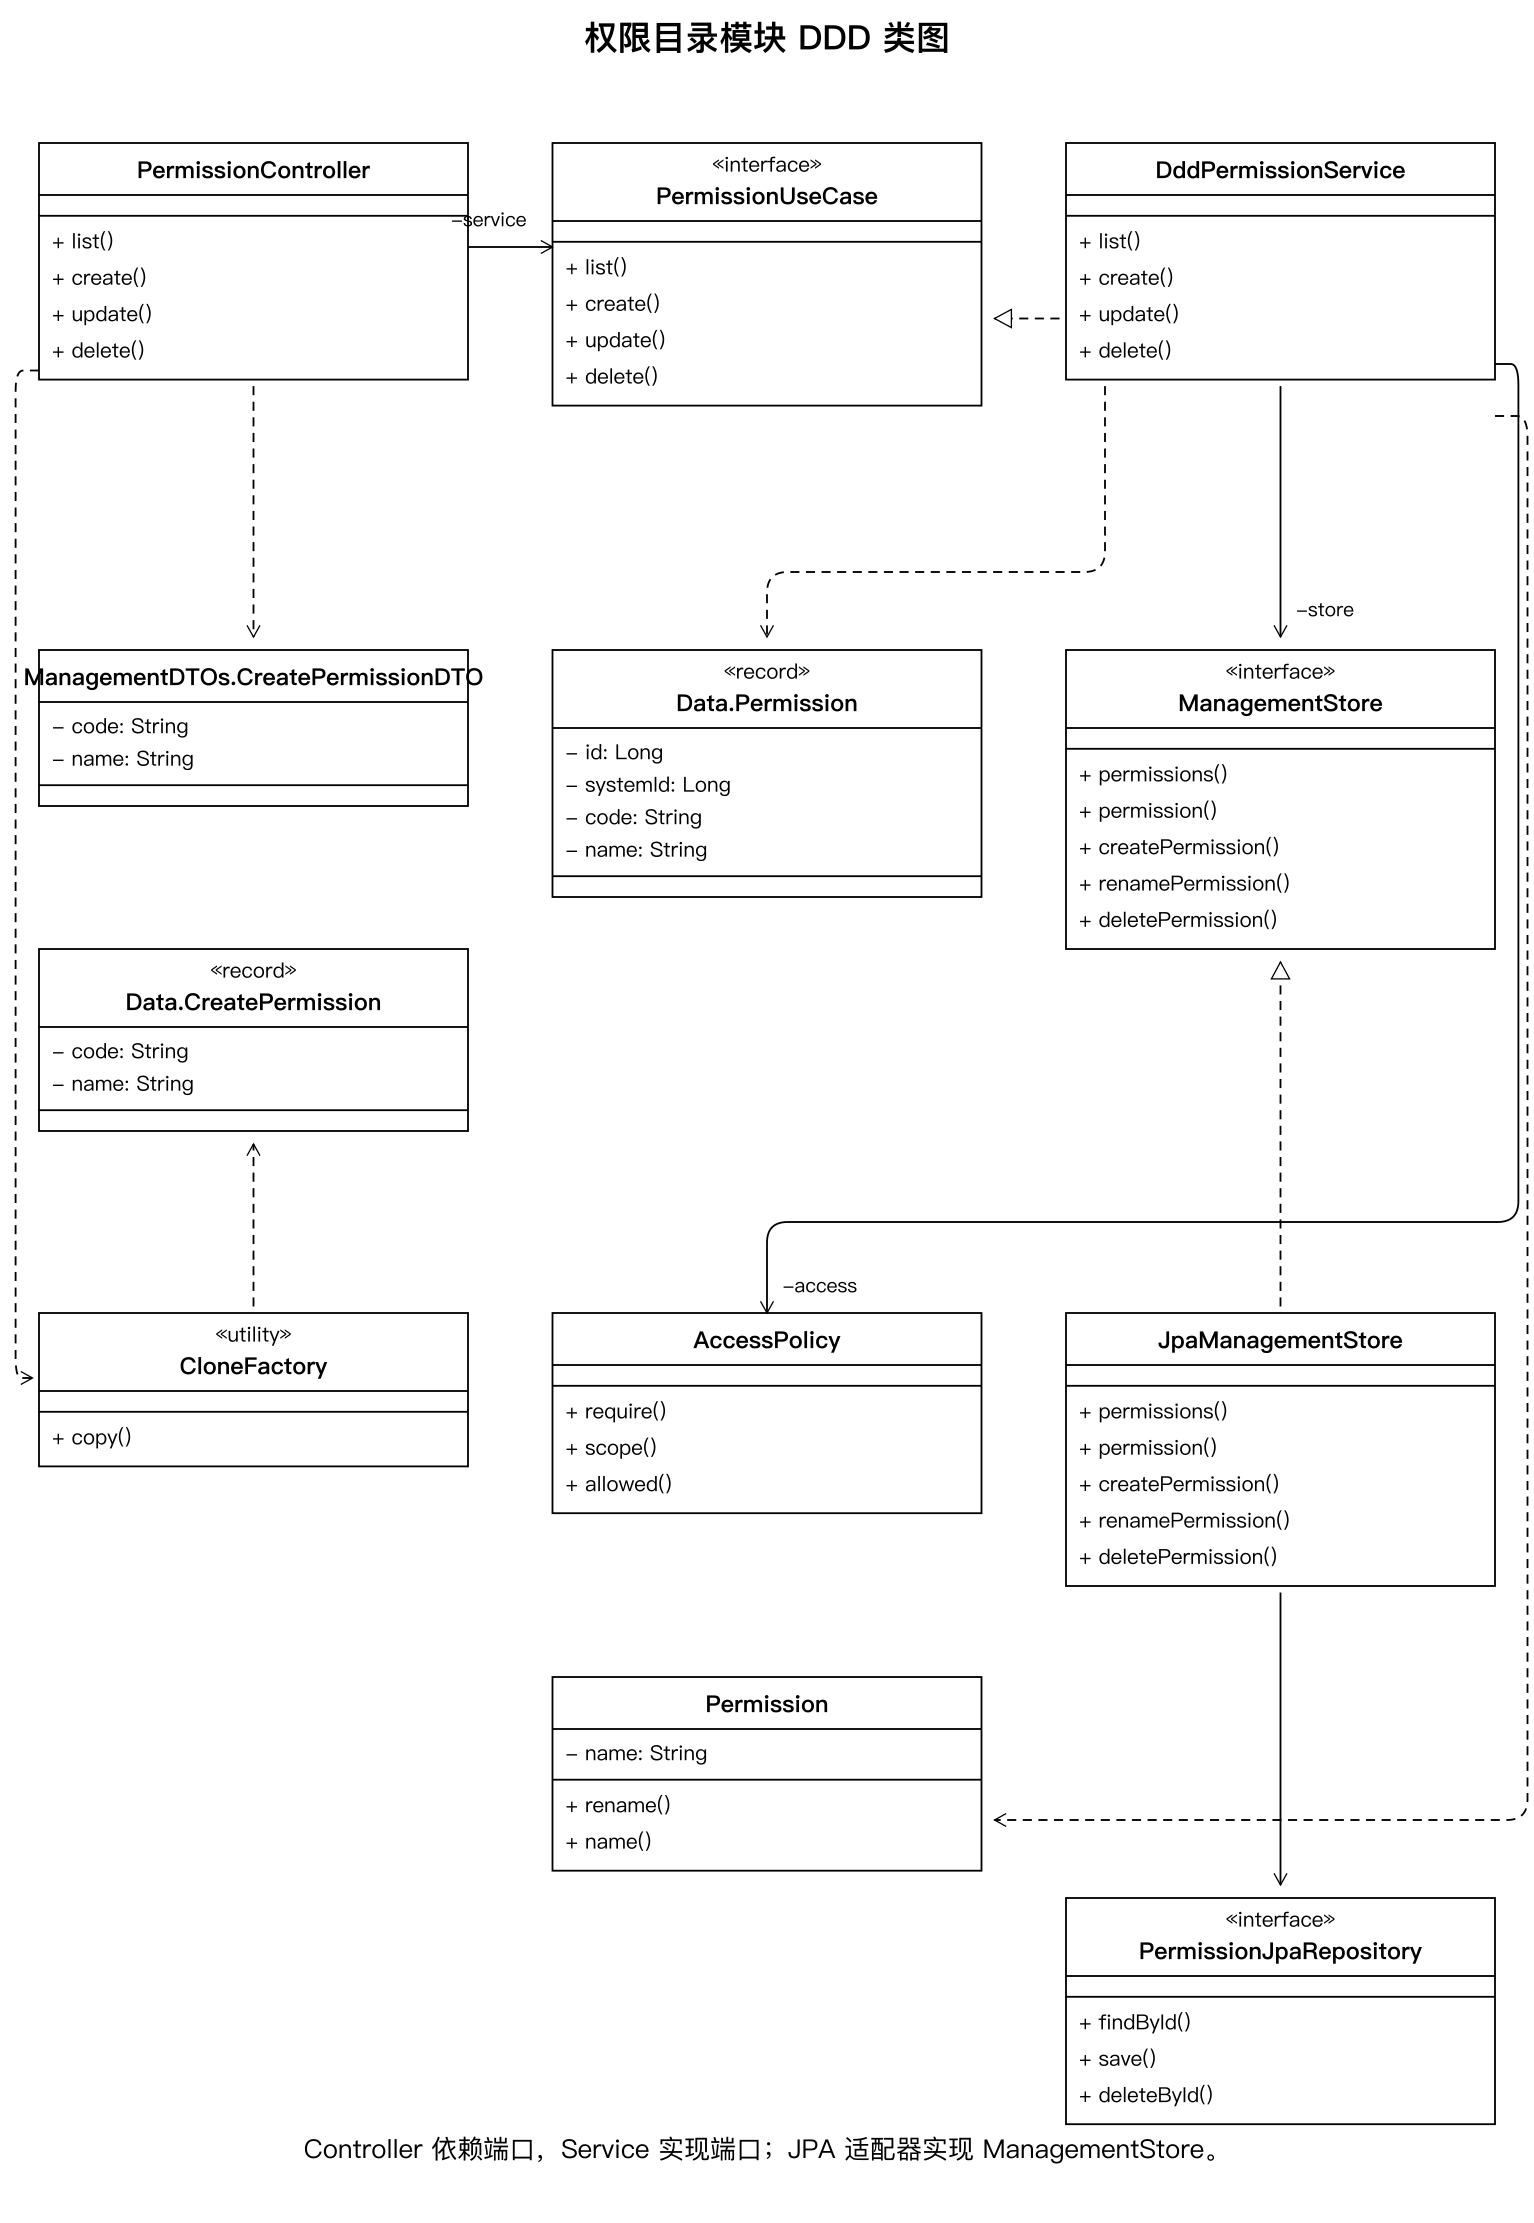 权限目录模块 DDD 类图
PermissionController
+ list()
+ create()
+ update()
+ delete()
–service
«interface»
PermissionUseCase
+ list()
+ create()
+ update()
+ delete()
DddPermissionService
+ list()
+ create()
+ update()
+ delete()
–store
ManagementDTOs.CreatePermissionDTO
– code: String
– name: String
«record»
Data.Permission
– id: Long
– systemId: Long
– code: String
– name: String
«interface»
ManagementStore
+ permissions()
+ permission()
+ createPermission()
+ renamePermission()
+ deletePermission()
«record»
Data.CreatePermission
– code: String
– name: String
–access
«utility»
CloneFactory
+ copy()
AccessPolicy
+ require()
+ scope()
+ allowed()
JpaManagementStore
+ permissions()
+ permission()
+ createPermission()
+ renamePermission()
+ deletePermission()
Permission
– name: String
+ rename()
+ name()
«interface»
PermissionJpaRepository
+ findById()
+ save()
+ deleteById()
Controller 依赖端口，Service 实现端口；JPA 适配器实现 ManagementStore。